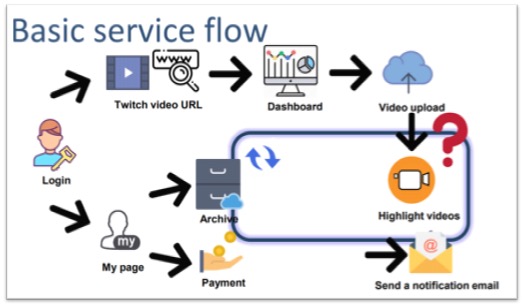 Basic service flow
www
Twitch video URL
Dashboard
Video upload
?
Login
Archive
Highlight videos
my
My page
@
Payment
Send a notification email